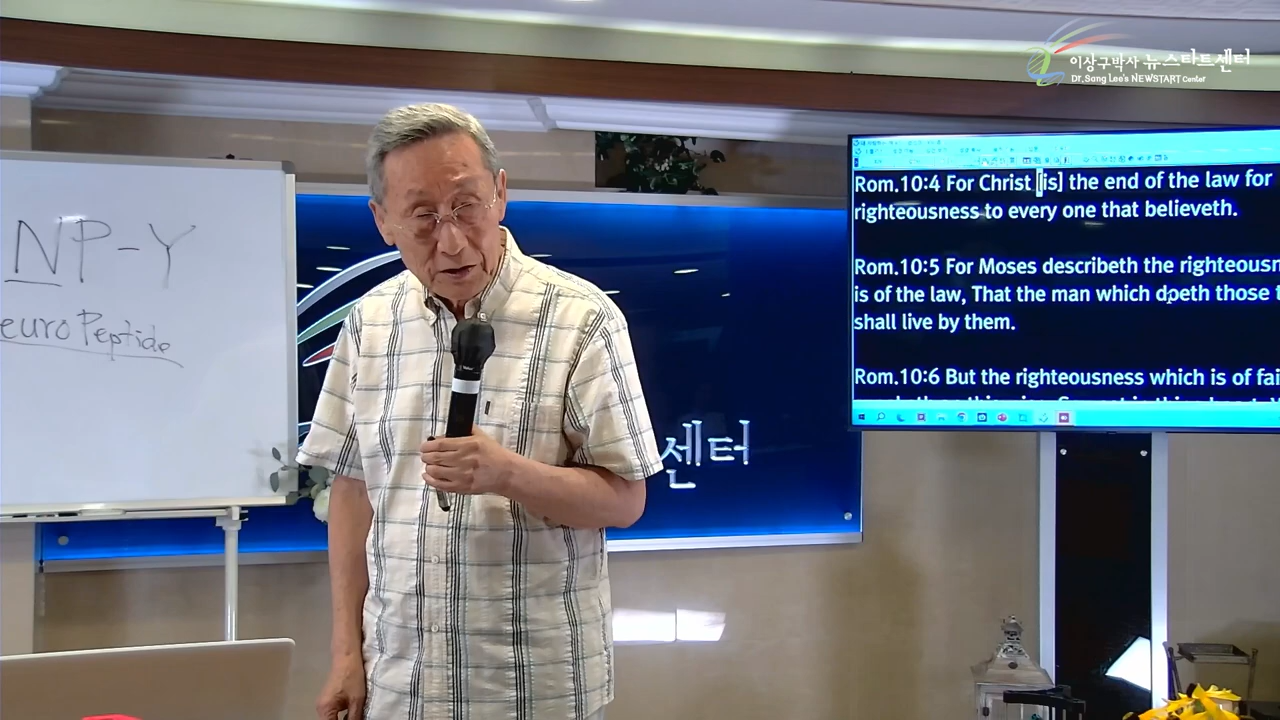 이상구박사 뉴스타트센터
Dr. Sang Lee's NEWSTART Center
NP-Y
euro Peptide
센터
Rom.10:4 For Christ [is] the end of the law for
righteousness to every one that believeth.
Rom.10:5 For Moses describeth the righteousn
is of the law, That the man which doeth those t
shall live by them.
Rom.10:6 But the righteousness which is of fai